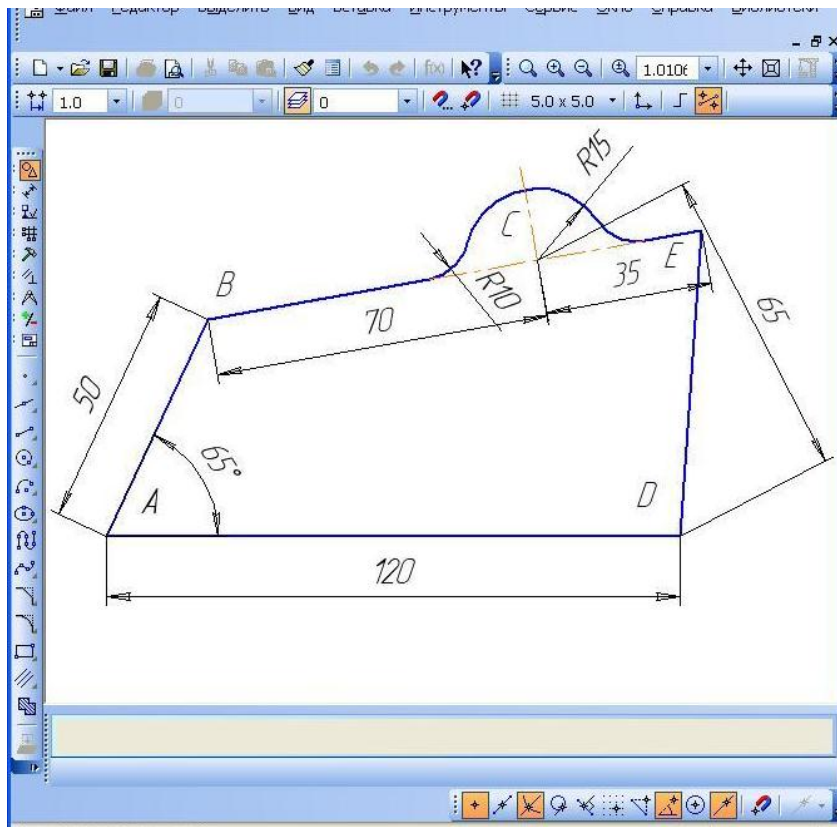 Файл Редактор Выделить Вид Вставка Инструменты Сервис Окно Справка Библиотеки
f(x) 1.0106
1.0 0 0 5.0 x 5.0
R15
C
B
E
R10
35
70
65
50
65°
A
D
120